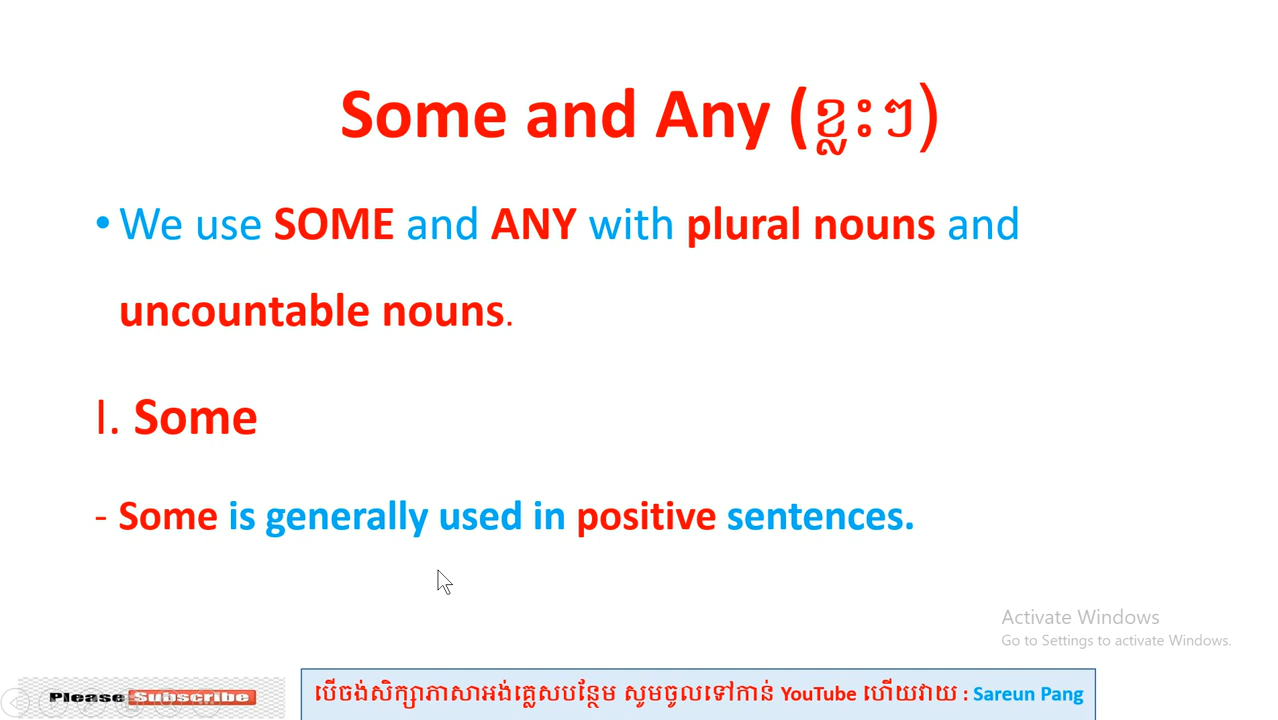 Some and Any (ខ្លះៗ)
• We use SOME and ANY with plural nouns and
uncountable nouns.
I. Some
- Some is generally used in positive sentences.
Activate Windows
Go to Settings to activate Windows.
Please Subscribe
បើចង់សិក្សាភាសាអង់គ្លេសបន្ថែម សូមចូលទៅកាន់ YouTube ហើយវាយ : Sareun Pang